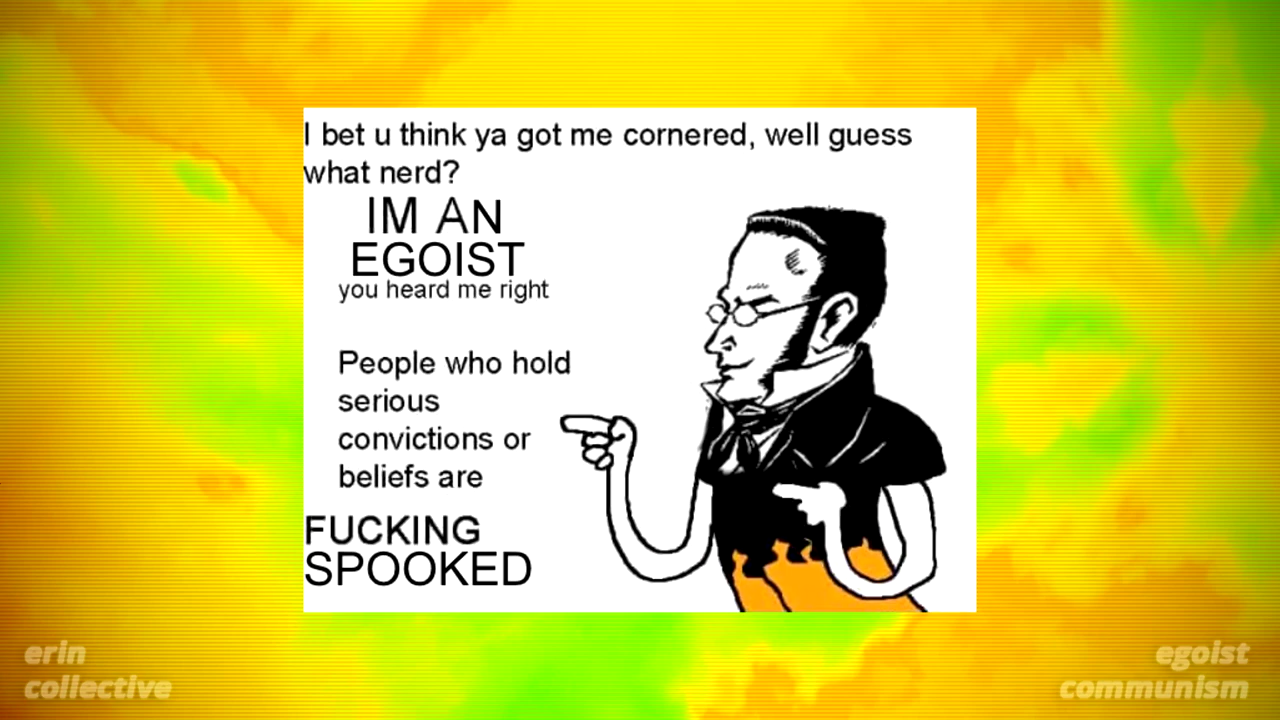 I bet u think ya got me cornered, well guess
what nerd?
IM AN
EGOIST
you heard me right
People who hold
serious
convictions or
beliefs are
FUCKING
SPOOKED
erin
collective
egoist
communism